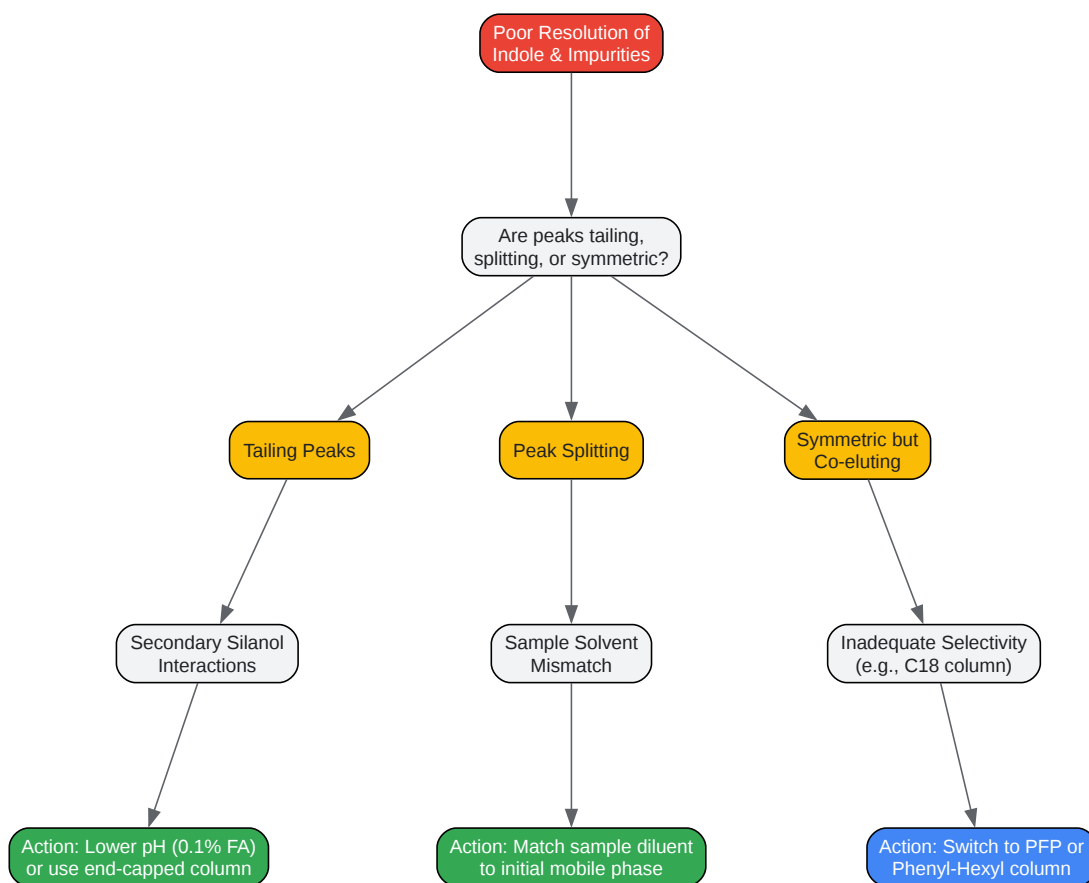 Poor Resolution of
Indole & Impurities
Are peaks tailing,
splitting, or symmetric?
Tailing Peaks
Peak Splitting
Symmetric but
Co-eluting
Secondary Silanol
Interactions
Sample Solvent
Mismatch
Inadequate Selectivity
(e.g., C18 column)
Action: Lower pH (0.1% FA)
or use end-capped column
Action: Match sample diluent
to initial mobile phase
Action: Switch to PFP or
Phenyl-Hexyl column